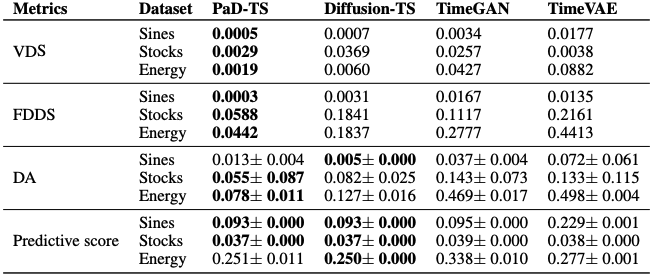 Metrics Dataset PaD-TS Diffusion-TS TimeGAN TimeVAE
Sines 0.0005 0.0007 0.0034 0.0177
VDS Stocks 0.0029 0.0369 0.0257 0.0038
Energy 0.0019 0.0060 0.0427 0.0882
Sines 0.0003 0.0031 0.0167 0.0135
FDDS Stocks 0.0588 0.1841 0.1117 0.2161
Energy 0.0442 0.1837 0.2777 0.4413
Sines 0.013± 0.004 0.005± 0.000 0.037± 0.004 0.072± 0.061
DA Stocks 0.055± 0.087 0.082± 0.025 0.143± 0.073 0.133± 0.115
Energy 0.078± 0.011 0.127± 0.016 0.469± 0.017 0.498± 0.004
Sines 0.093± 0.000 0.093± 0.000 0.095± 0.000 0.229± 0.001
Predictive score Stocks 0.037± 0.000 0.037± 0.000 0.039± 0.000 0.038± 0.000
Energy 0.251± 0.011 0.250± 0.000 0.338± 0.010 0.277± 0.001